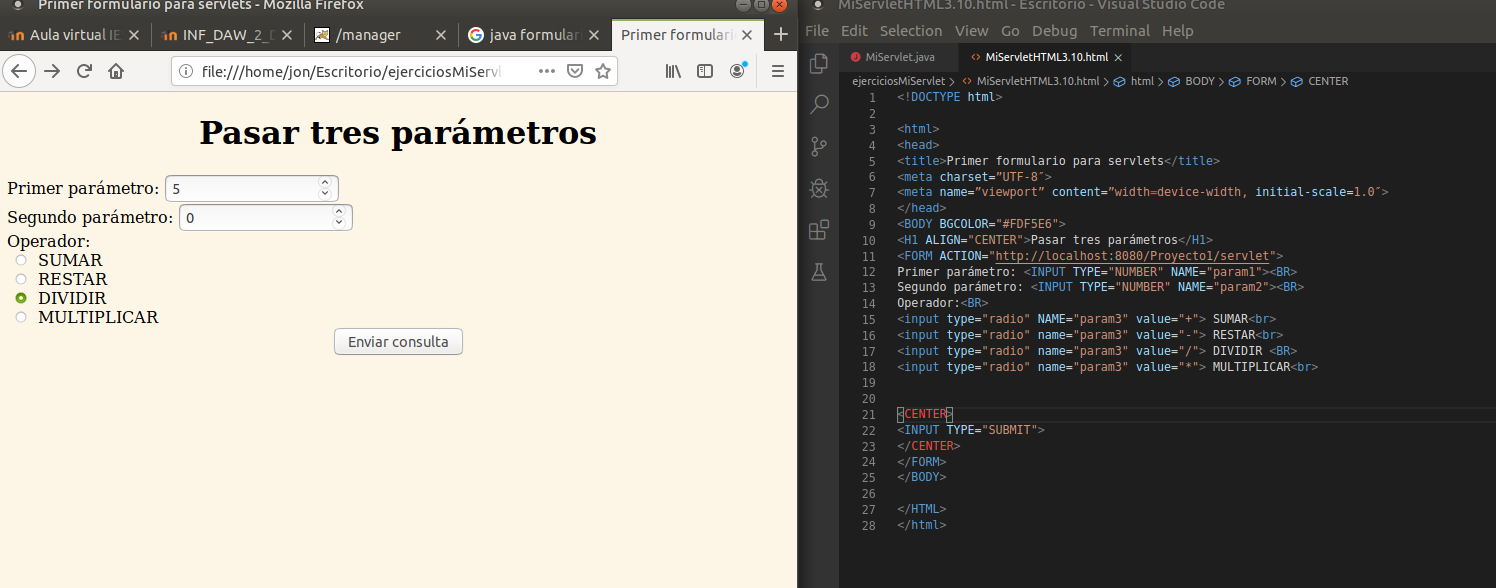 Primer formulario para servlets - Mozilla Firefox
Aula virtual IE
INF_DAW_2_D
/manager
java formular
Primer formulari
file:///home/jon/Escritorio/ejerciciosMiServl
Pasar tres parámetros
Primer parámetro: 5
Segundo parámetro: 0
Operador:
SUMAR
RESTAR
DIVIDIR
MULTIPLICAR
Enviar consulta
MiServletHTML3.10.html - Escritorio - Visual Studio Code
File Edit Selection View Go Debug Terminal Help
MiServlet.java
MiServletHTML3.10.html
ejerciciosMiServlet > MiServletHTML3.10.html > html > BODY > FORM > CENTER
1 <!DOCTYPE html>
2
3 <html>
4 <head>
5 <title>Primer formulario para servlets</title>
6 <meta charset=”UTF-8″>
7 <meta name=”viewport” content=”width=device-width, initial-scale=1.0″>
8 </head>
9 <BODY BGCOLOR="#FDF5E6">
10 <H1 ALIGN="CENTER">Pasar tres parámetros</H1>
11 <FORM ACTION="http://localhost:8080/Proyecto1/servlet">
12 Primer parámetro: <INPUT TYPE="NUMBER" NAME="param1"><BR>
13 Segundo parámetro: <INPUT TYPE="NUMBER" NAME="param2"><BR>
14 Operador:<BR>
15 <input type="radio" NAME="param3" value="+"> SUMAR<br>
16 <input type="radio" name="param3" value="-"> RESTAR<br>
17 <input type="radio" name="param3" value="/"> DIVIDIR <BR>
18 <input type="radio" name="param3" value="*"> MULTIPLICAR<br>
19
20
21 <CENTER>
22 <INPUT TYPE="SUBMIT">
23 </CENTER>
24 </FORM>
25 </BODY>
26
27 </HTML>
28 </html>